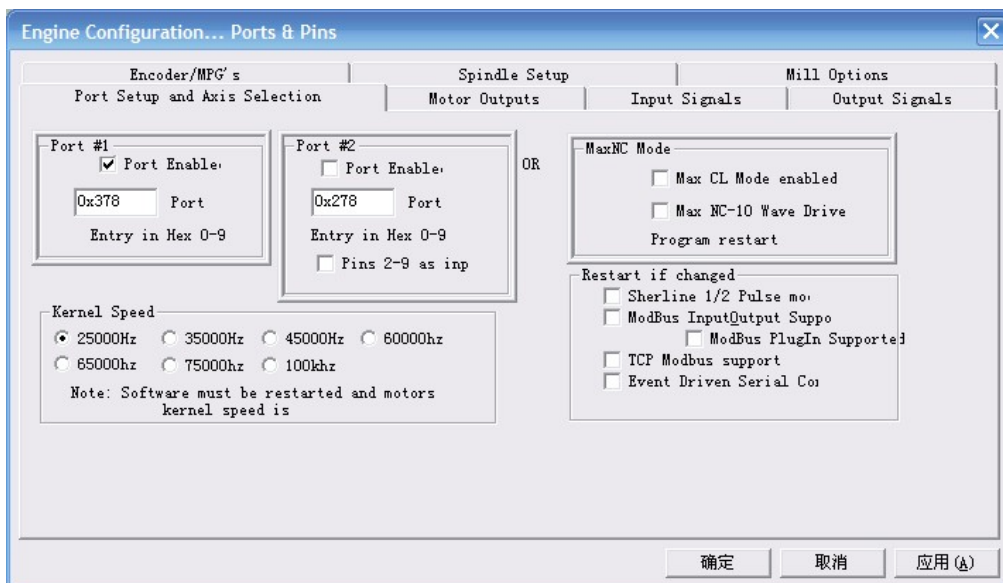 Engine Configuration... Ports & Pins
Encoder/MPG's
Spindle Setup
Mill Options
Port Setup and Axis Selection
Motor Outputs
Input Signals
Output Signals
Port #1
Port Enable
0x378
Port
Entry in Hex 0-9
Port #2
Port Enable
0x278
Port
Entry in Hex 0-9
Pins 2-9 as inp
OR
MaxNC Mode
Max CL Mode enabled
Max NC-10 Wave Drive
Program restart
Restart if changed
Sherline 1/2 Pulse mo
ModBus InputOutput Suppo
ModBus PlugIn Supported
TCP Modbus support
Event Driven Serial Co
Kernel Speed
25000Hz
35000Hz
45000Hz
60000hz
65000hz
75000hz
100khz
Note: Software must be restarted and motors
kernel speed is
确定
取消
应用(A)